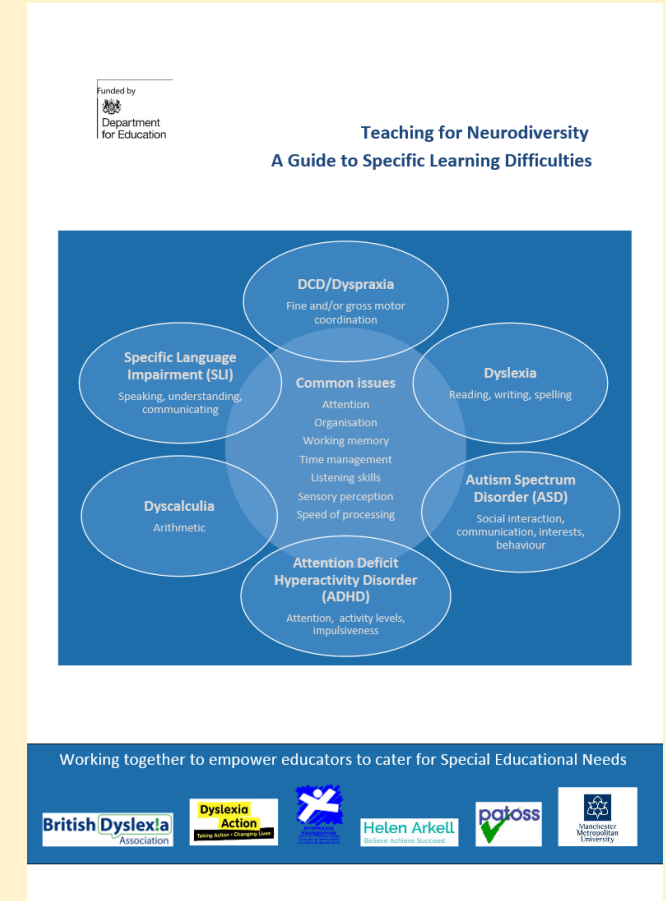 Funded by
Department
for Education
Teaching for Neurodiversity
A Guide to Specific Learning Difficulties
DCD/Dyspraxia
Fine and/or gross motor
coordination
Specific Language
Impairment (SLI)
Speaking, understanding,
communicating
Common issues
Attention
Organisation
Working memory
Time management
Listening skills
Sensory perception
Speed of processing
Dyslexia
Reading, writing, spelling
Dyscalculia
Arithmetic
Autism Spectrum
Disorder (ASD)
Social interaction,
communication, interests,
behaviour
Attention Deficit
Hyperactivity Disorder
(ADHD)
Attention, activity levels,
impulsiveness
Working together to empower educators to cater for Special Educational Needs
British Dyslex!a
Association
Dyslexia
Action
Taking Action • Changing Lives
DYSPRAXIA
FOUNDATION
Helen Arkell
Believe Achieve Succeed
patoss
Manchester
Metropolitan
University